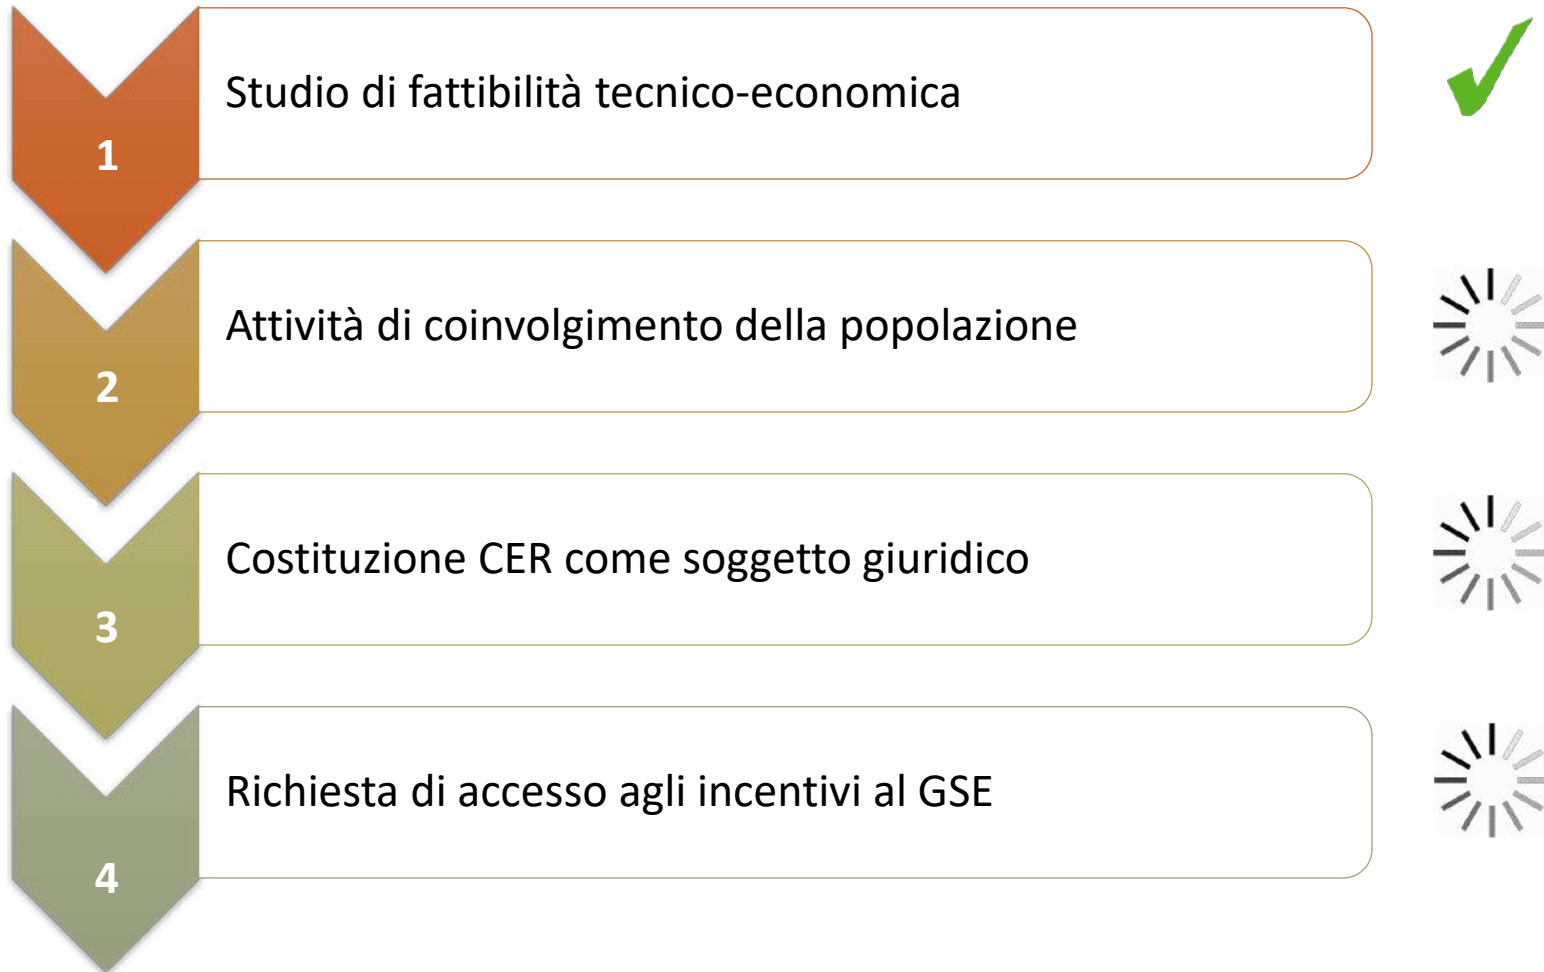 1
Studio di fattibilità tecnico-economica
2
Attività di coinvolgimento della popolazione
3
Costituzione CER come soggetto giuridico
4
Richiesta di accesso agli incentivi al GSE